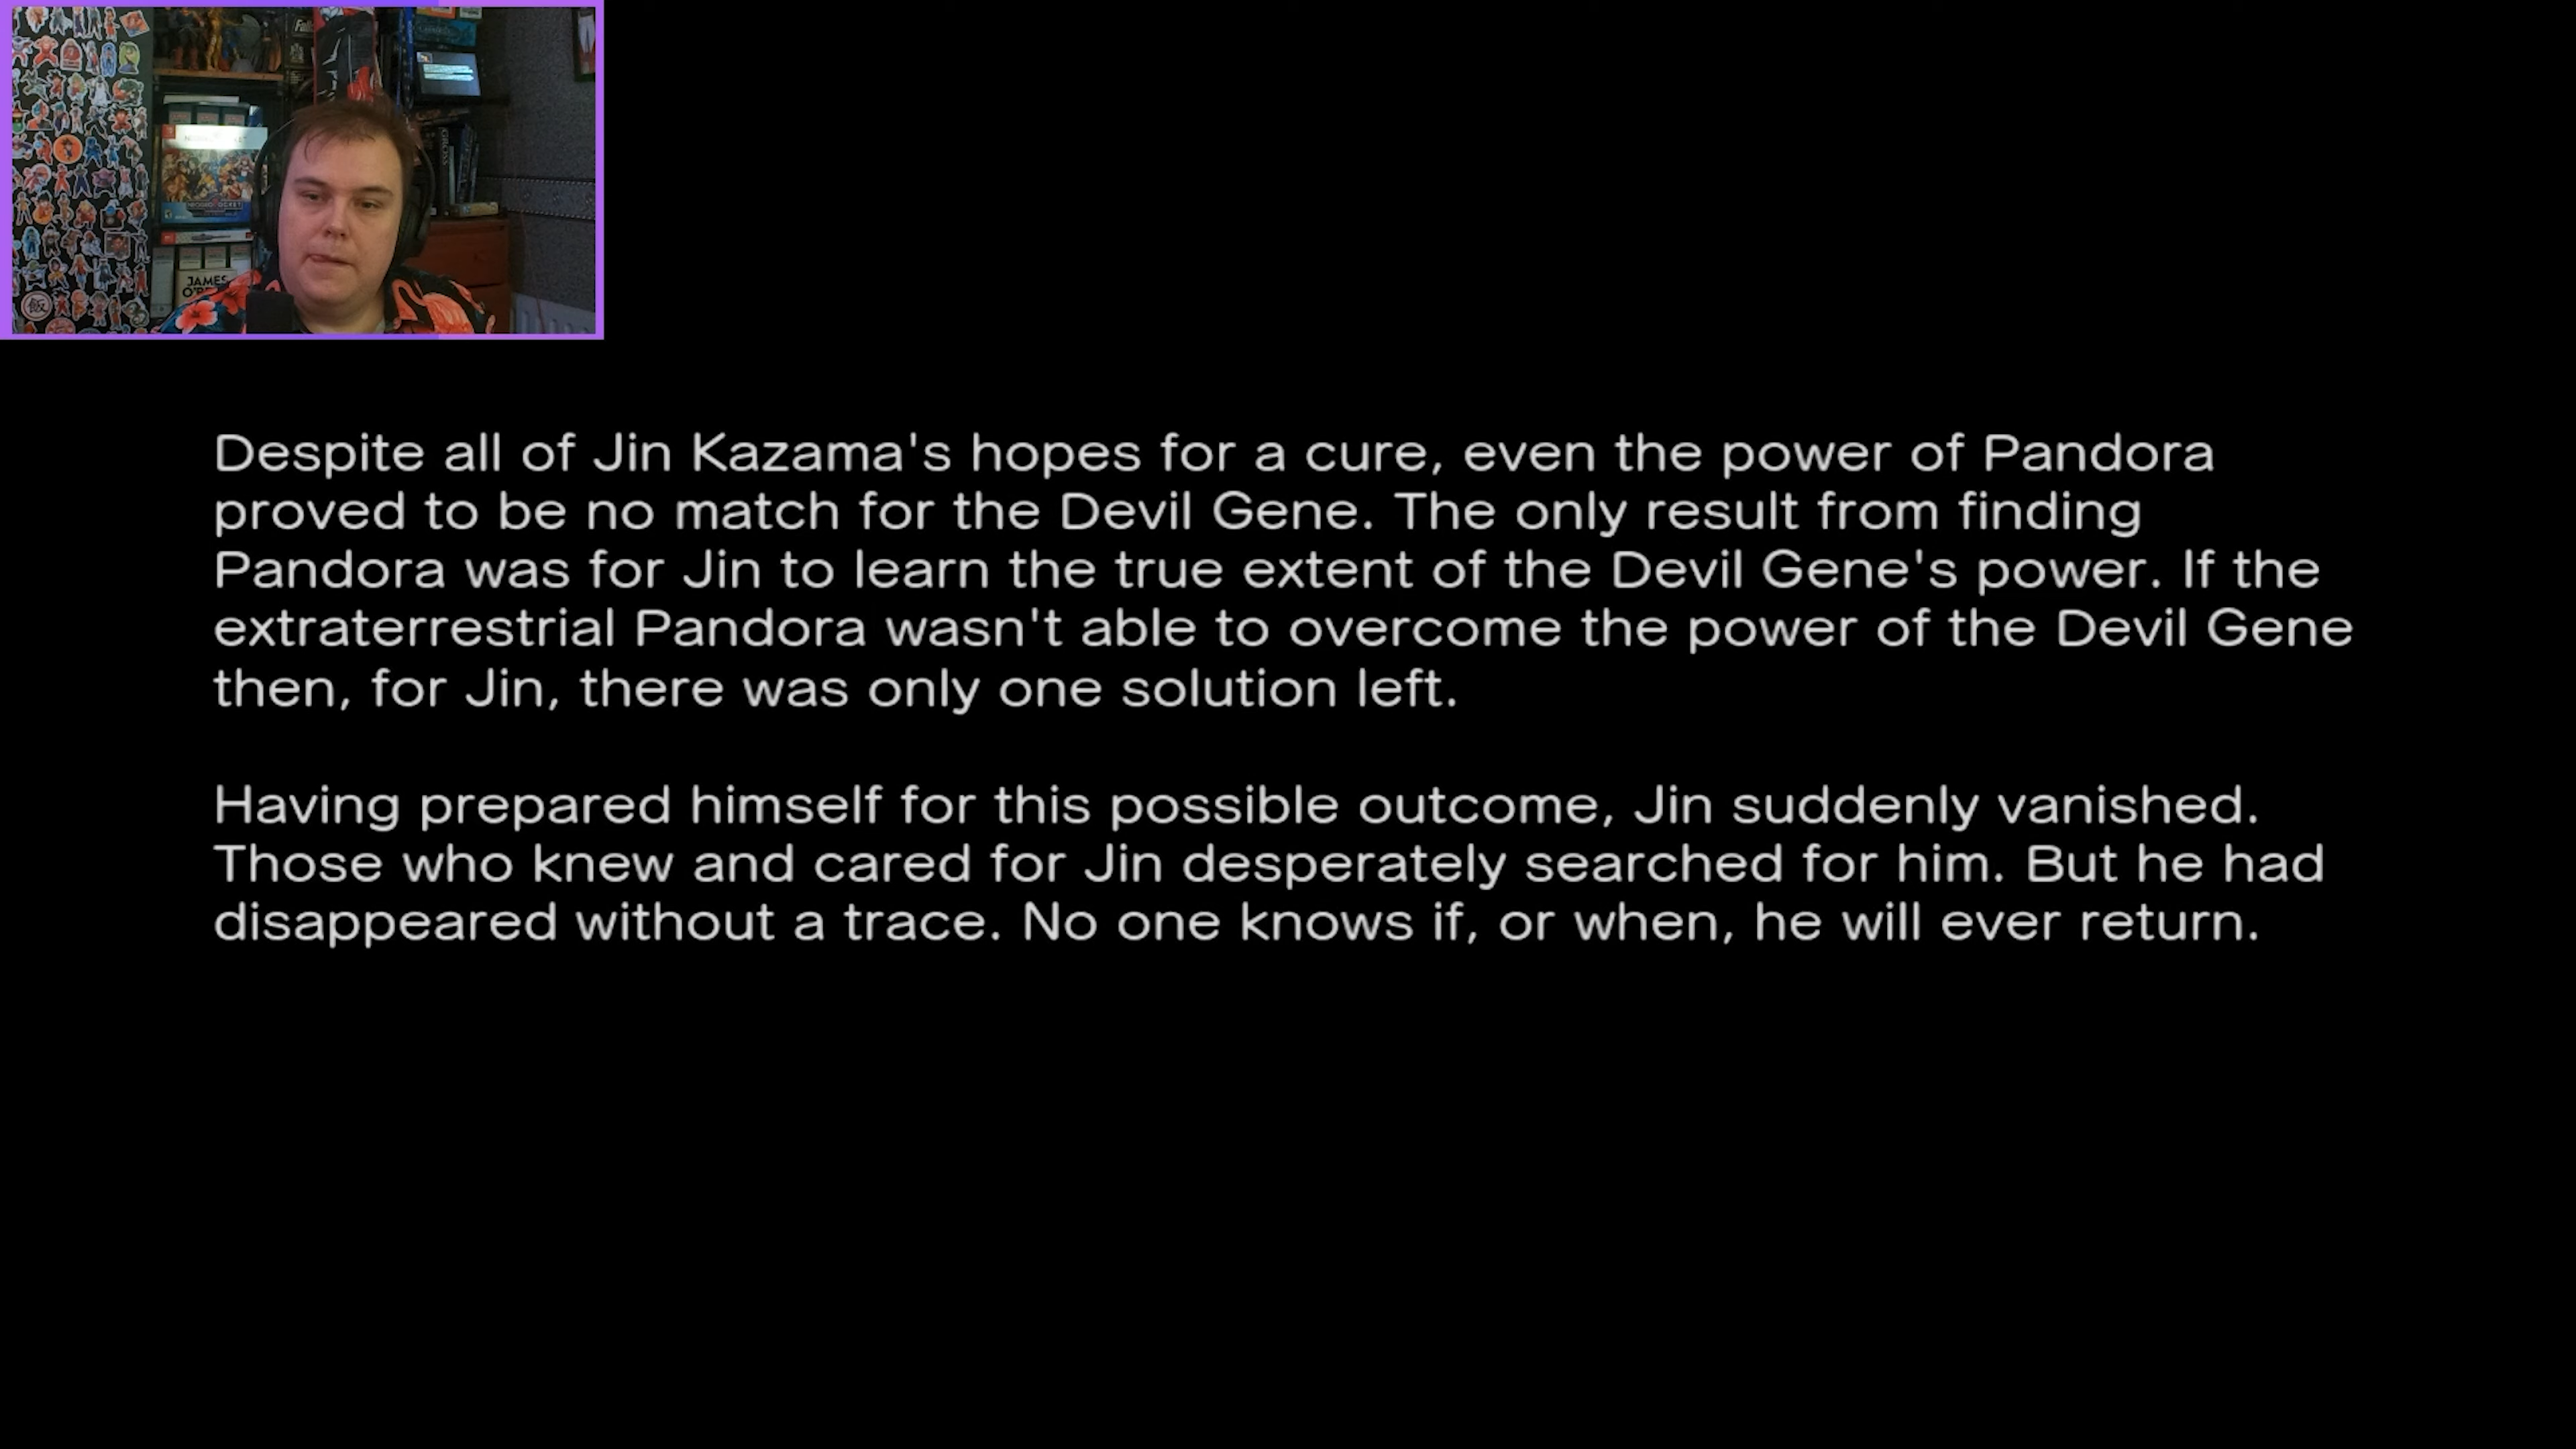 JAMES
Despite all of Jin Kazama's hopes for a cure, even the power of Pandora
proved to be no match for the Devil Gene. The only result from finding
Pandora was for Jin to learn the true extent of the Devil Gene's power. If the
extraterrestrial Pandora wasn't able to overcome the power of the Devil Gene
then, for Jin, there was only one solution left.
Having prepared himself for this possible outcome, Jin suddenly vanished.
Those who knew and cared for Jin desperately searched for him. But he had
disappeared without a trace. No one knows if, or when, he will ever return.